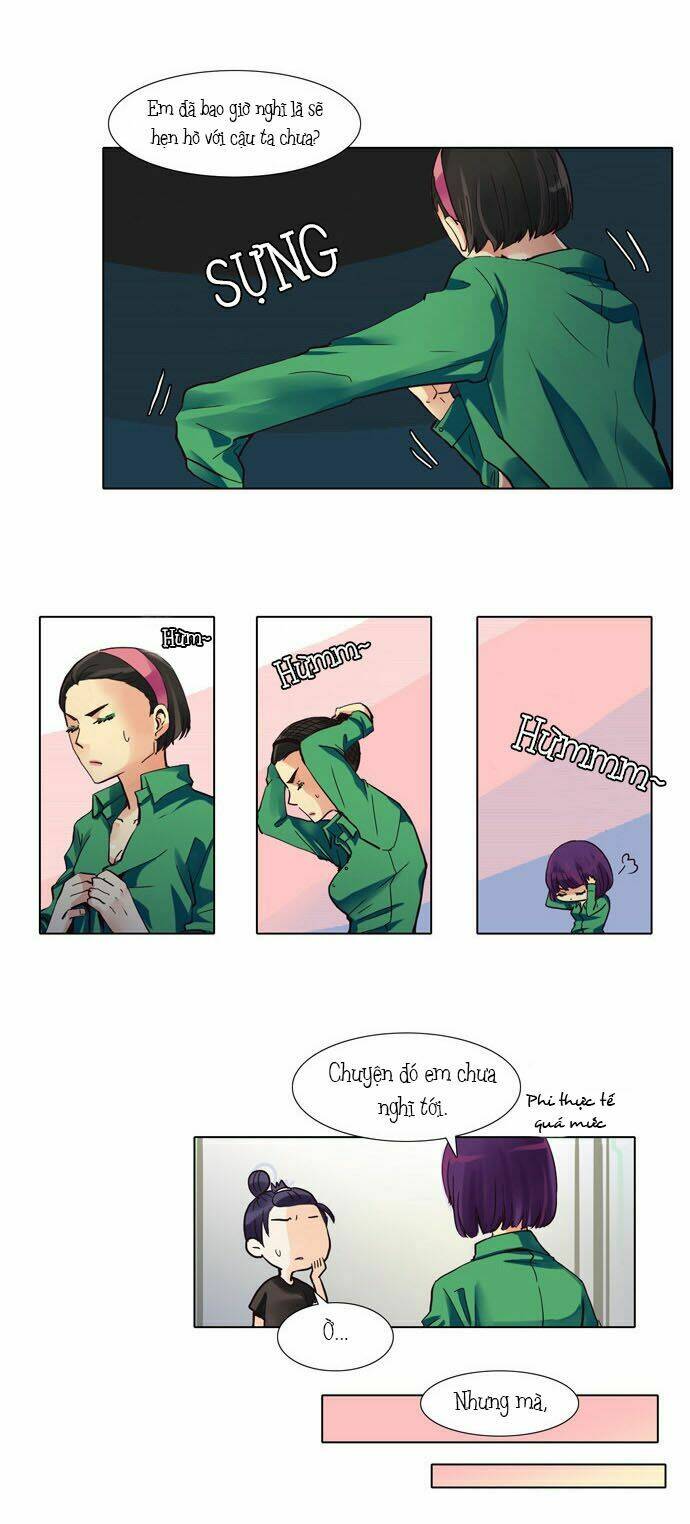 Em đã bao giờ nghĩ là sẽ
hẹn hò với cậu ta chưa?
SỰNG
Hừm~
Hừmm~
Hừmmm~
Chuyện đó em chưa
nghĩ tới.
Phi thực tế
quá mức
Ờ...
Nhưng mà,